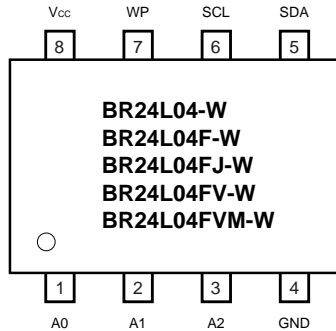 Vcc WP SCL SDA
8 7 6 5
BR24L04-W
BR24L04F-W
BR24L04FJ-W
BR24L04FV-W
BR24L04FVM-W
1 2 3 4
A0 A1 A2 GND